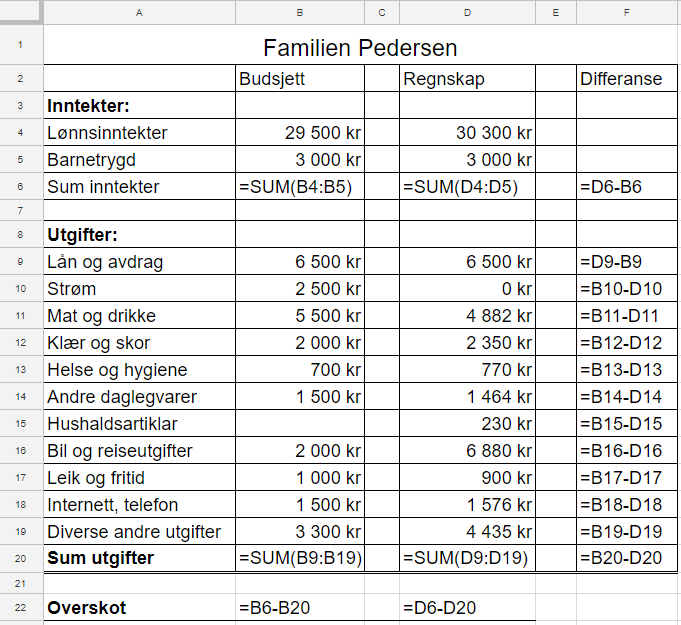 A B C D E F
1 Familien Pedersen
2 Budsjett Regnskap Differanse
3 Inntekter:
4 Lønnsinntekter 29 500 kr 30 300 kr
5 Barnetrygd 3 000 kr 3 000 kr
6 Sum inntekter =SUM(B4:B5) =SUM(D4:D5) =D6-B6
7
8 Utgifter:
9 Lån og avdrag 6 500 kr 6 500 kr =D9-B9
10 Strøm 2 500 kr 0 kr =B10-D10
11 Mat og drikke 5 500 kr 4 882 kr =B11-D11
12 Klær og skor 2 000 kr 2 350 kr =B12-D12
13 Helse og hygiene 700 kr 770 kr =B13-D13
14 Andre daglegvarer 1 500 kr 1 464 kr =B14-D14
15 Hushaldsartiklar 230 kr =B15-D15
16 Bil og reiseutgifter 2 000 kr 6 880 kr =B16-D16
17 Leik og fritid 1 000 kr 900 kr =B17-D17
18 Internett, telefon 1 500 kr 1 576 kr =B18-D18
19 Diverse andre utgifter 3 300 kr 4 435 kr =B19-D19
20 Sum utgifter =SUM(B9:B19) =SUM(D9:D19) =B20-D20
21
22 Overskot =B6-B20 =D6-D20